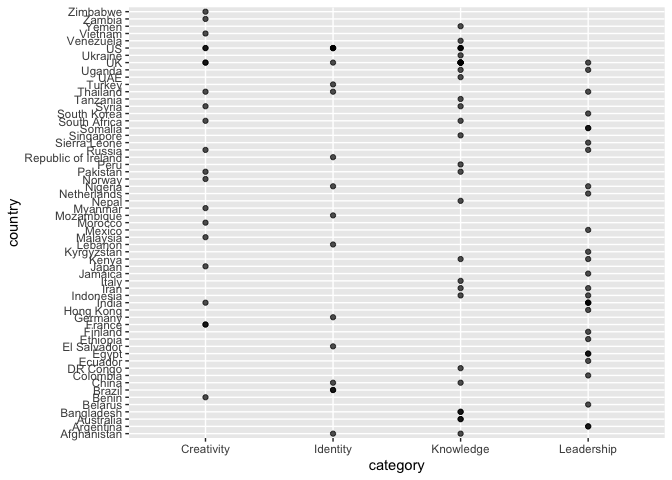 Zimbabwe
Zambia
Yemen
Vietnam
Venezuela
US
Ukraine
UK
Uganda
UAE
Turkey
Thailand
Tanzania
Syria
South Korea
South Africa
Somalia
Singapore
Sierra Leone
Russia
Republic of Ireland
Peru
Pakistan
Norway
Nigeria
Netherlands
Nepal
Myanmar
Mozambique
Morocco
Mexico
Malaysia
Lebanon
Kyrgyzstan
Kenya
Japan
Jamaica
Italy
Iran
Indonesia
India
Hong Kong
Germany
France
Finland
Ethiopia
El Salvador
Egypt
Ecuador
DR Congo
Colombia
China
Brazil
Benin
Belarus
Bangladesh
Australia
Argentina
Afghanistan
country
Creativity Identity Knowledge Leadership
category